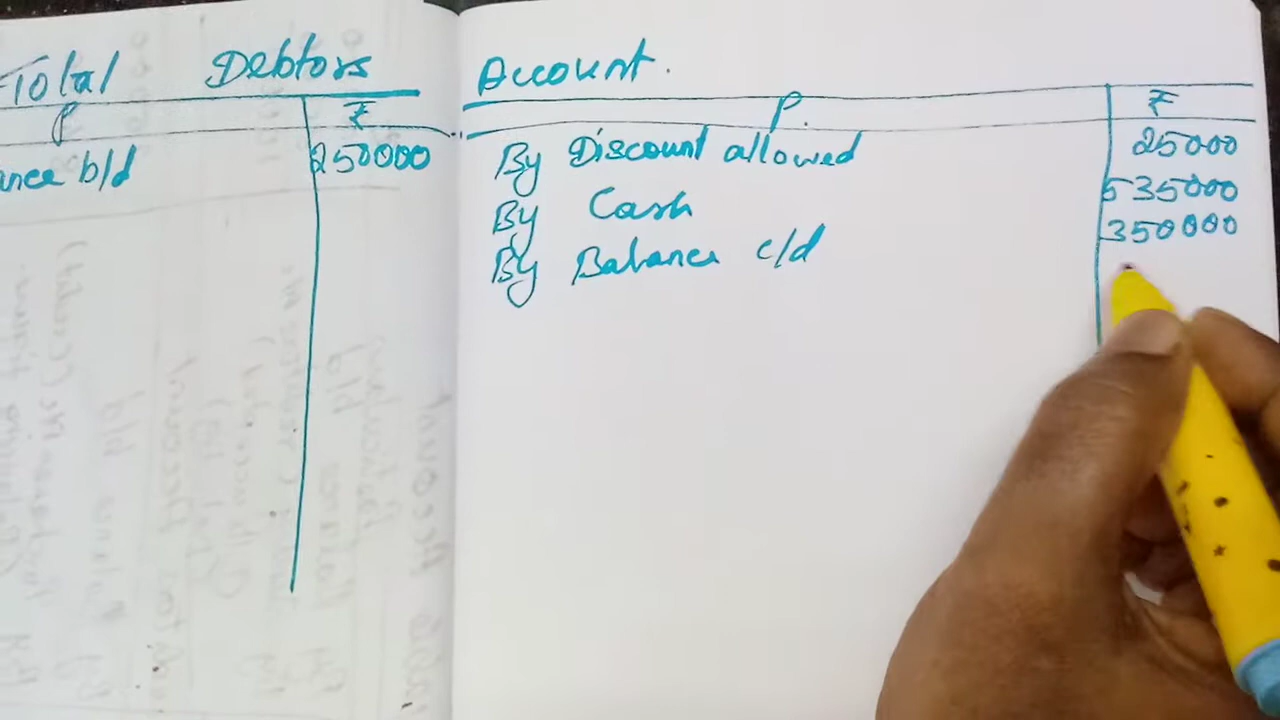 Total Debtors Account.
P ₹ P. ₹
ance b/d 250000 By Discount allowed 25000
By Cash 535000
By Balance c/d 350000